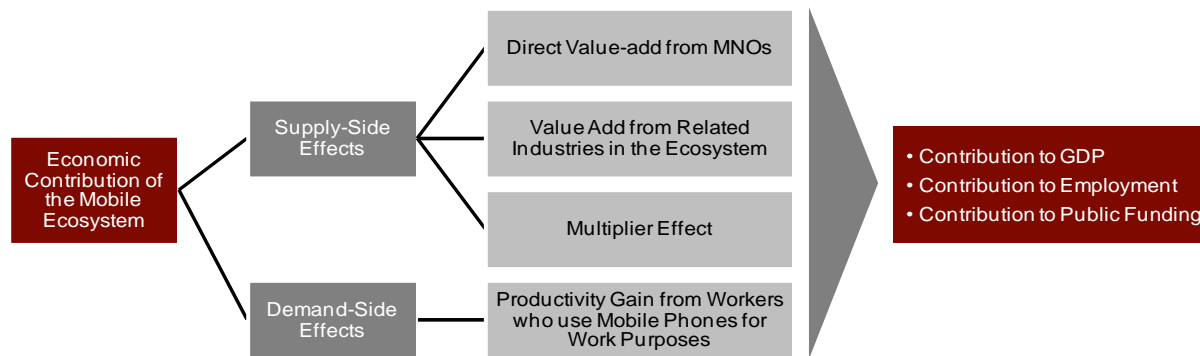 Economic
Contribution of
the Mobile
Ecosystem
Supply-Side
Effects
Demand-Side
Effects
Direct Value-add from MNOs
Value Add from Related
Industries in the Ecosystem
Multiplier Effect
Productivity Gain from Workers
who use Mobile Phones for
Work Purposes
• Contribution to GDP
• Contribution to Employment
• Contribution to Public Funding